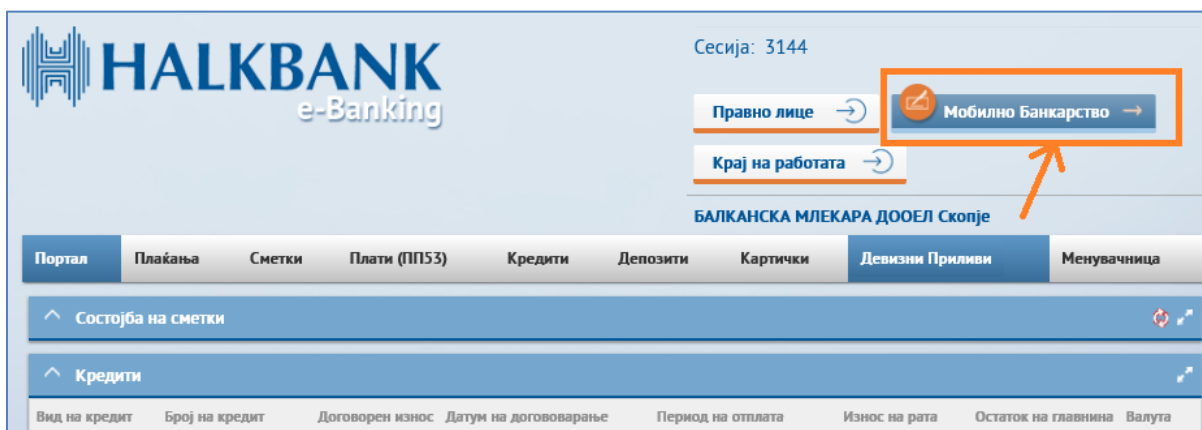 HALKBANK
e-Banking
Сесија: 3144
Правно лице
Мобилно Банкарство
Крај на работата
БАЛКАНСКА МЛЕКАРА ДООЕЛ Скопје
Портал Плаќања Сметки Плати (ПП53) Кредити Депозити Картички Девизни Приливи Менувачница
Состојба на сметки
Кредити
Вид на кредит Број на кредит Договорен износ Датум на догововарање Период на отплата Износ на рата Остаток на главнина Валута